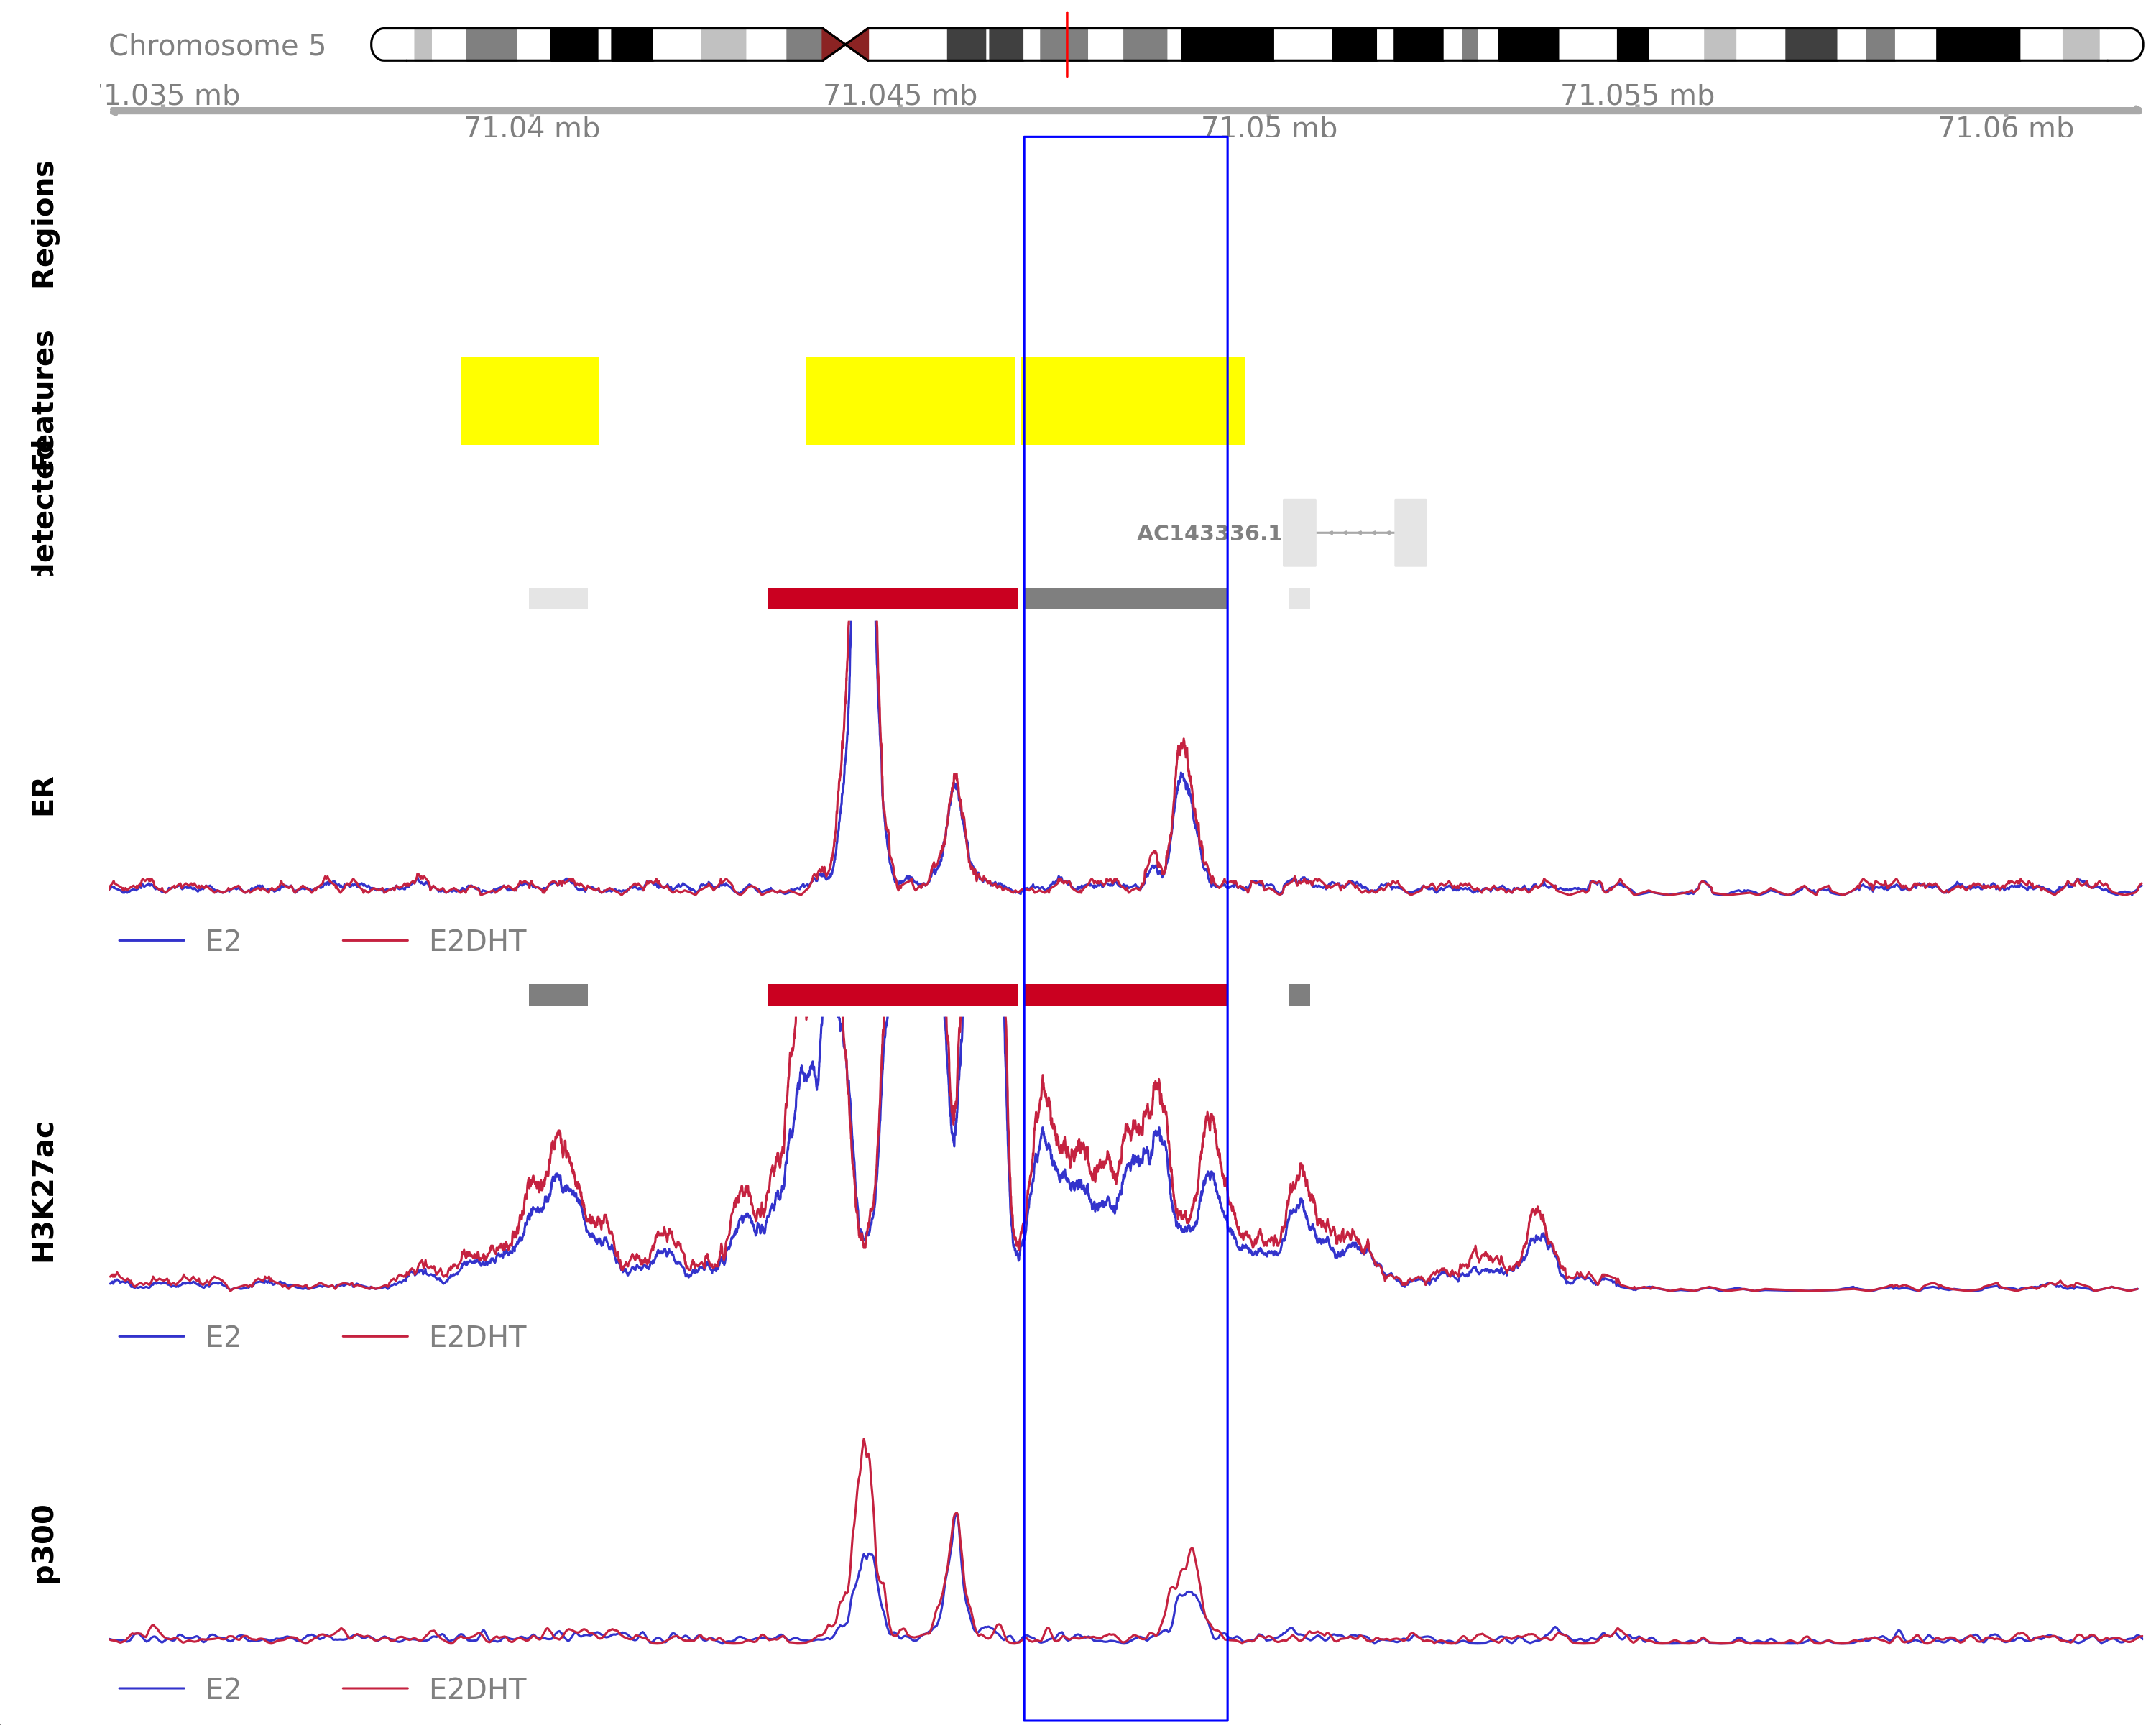 Chromosome 5
1.035 mb
71.045 mb
71.055 mb
71.04 mb
71.05 mb
71.06 mb
Regions
Features
detected
AC143336.1
ER
E2
E2DHT
H3K27ac
E2
E2DHT
p300
E2
E2DHT